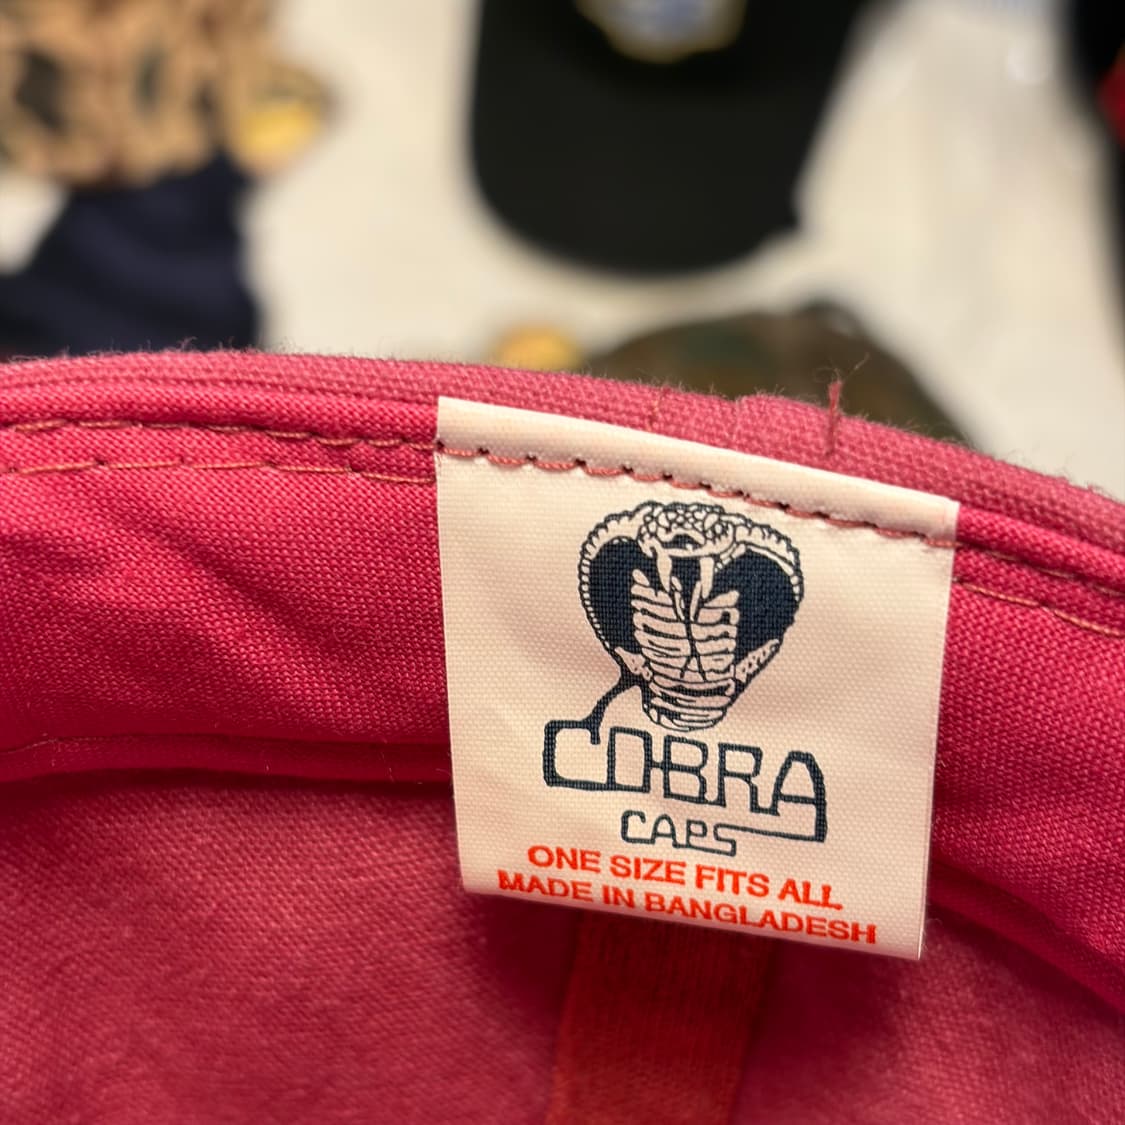 COBRA
CAPS
ONE SIZE FITS ALL
MADE IN BANGLADESH